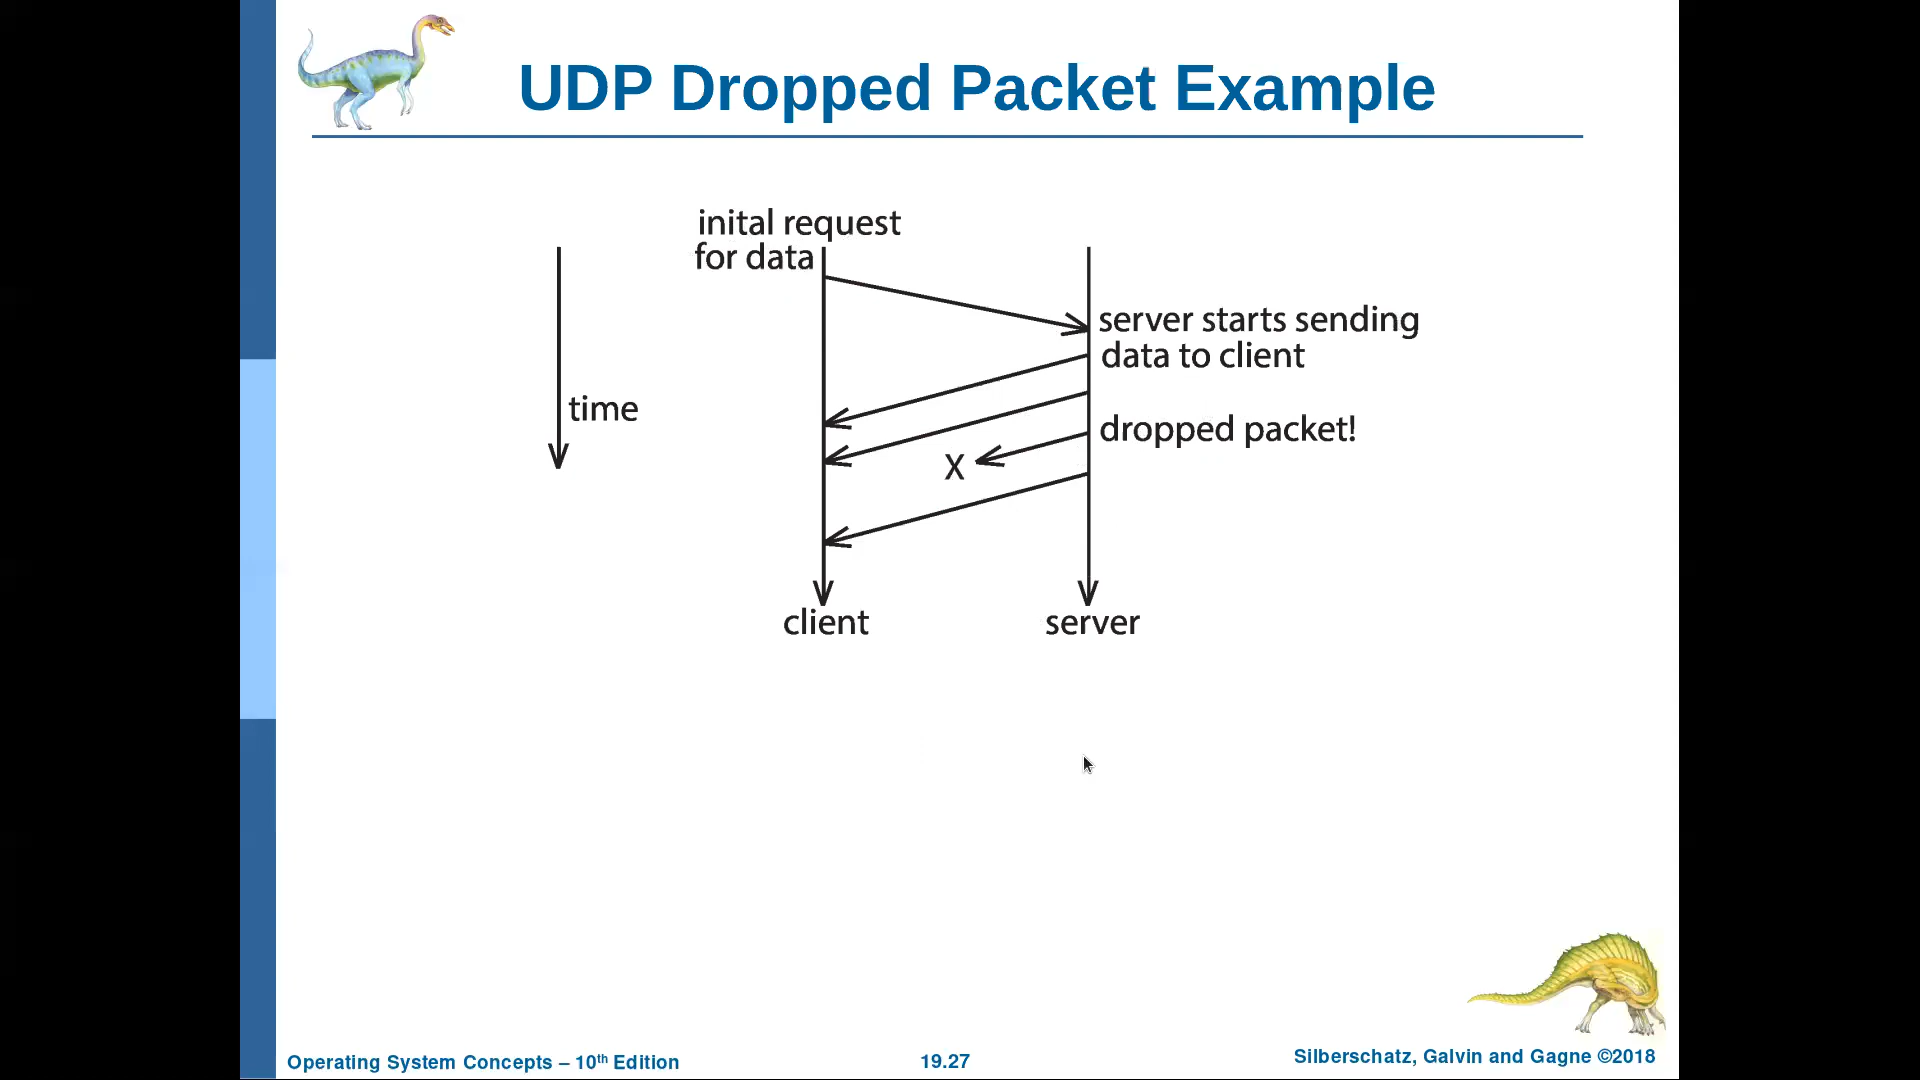 UDP Dropped Packet Example
inital request
for data
server starts sending
data to client
time
dropped packet!
X
client
server
Operating System Concepts – 10th Edition
19.27
Silberschatz, Galvin and Gagne ©2018